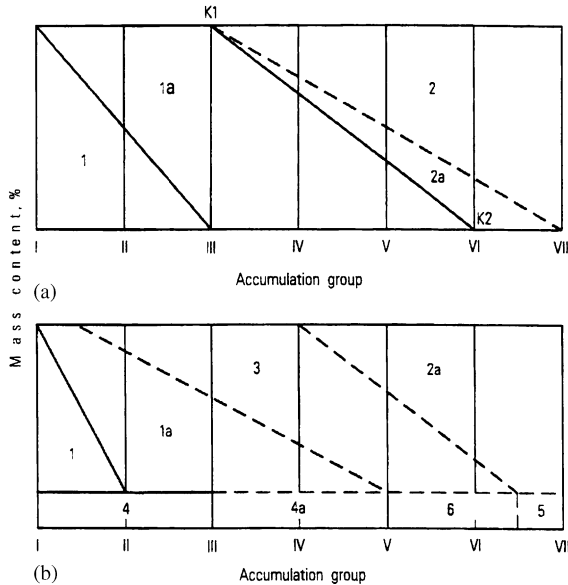 K1
1a
2
1
2a
K2
I II III IV V VI VII
Accumulation group
(a)
Mass content, %
3
2a
1a
1
4 4a 6 5
I II III IV V VI VII
(b)
Accumulation group